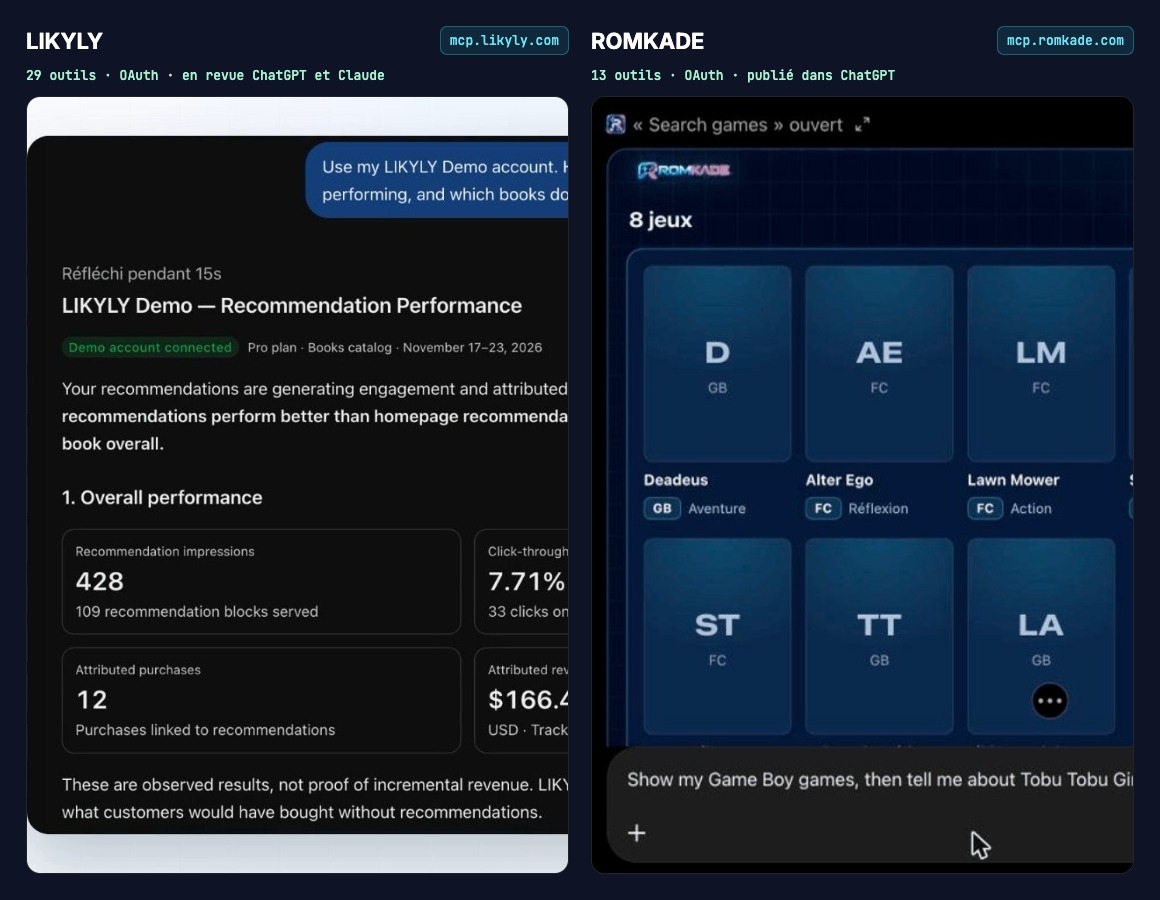 LIKYLY
mcp.likyly.com
29 outils · OAuth · en revue ChatGPT et Claude
Use my LIKYLY Demo account.
performing, and which books do
Réfléchi pendant 15s
LIKYLY Demo — Recommendation Performance
Demo account connected
Pro plan · Books catalog · November 17–23, 2026
Your recommendations are generating engagement and attributed
recommendations perform better than homepage recommenda
book overall.
1. Overall performance
Recommendation impressions
428
109 recommendation blocks served
Click-through
7.71%
33 clicks on
Attributed purchases
12
Purchases linked to recommendations
Attributed rev
$166.4
USD · Track
These are observed results, not proof of incremental revenue. LIKY
what customers would have bought without recommendations.
ROMKADE
mcp.romkade.com
13 outils · OAuth · publié dans ChatGPT
« Search games » ouvert
ROMKADE
8 jeux
D
GB
Deadeus
GB Aventure
AE
FC
Alter Ego
FC Réflexion
LM
FC
Lawn Mower
FC Action
ST
FC
TT
GB
LA
GB
Show my Game Boy games, then tell me about Tobu Tobu Gi